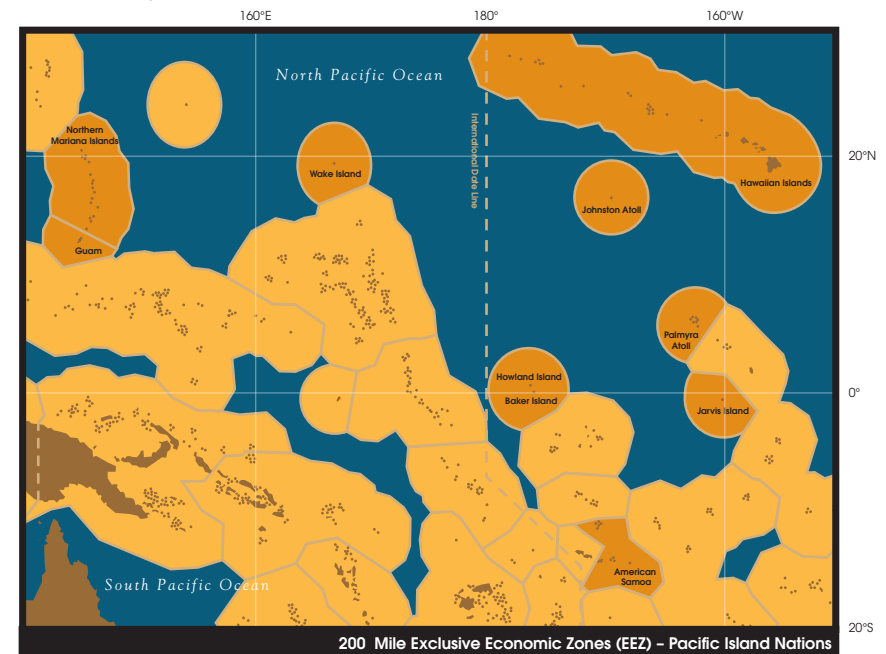 160°E
180°
160°W
North Pacific Ocean
Northern
Mariana Islands
International Date Line
20°N
Wake Island
Hawaiian Islands
Johnston Atoll
Guam
Palmyra
Atoll
Howland Island
Baker Island
0°
Jarvis Island
American
Samoa
South Pacific Ocean
20°S
200 Mile Exclusive Economic Zones (EEZ) – Pacific Island Nations